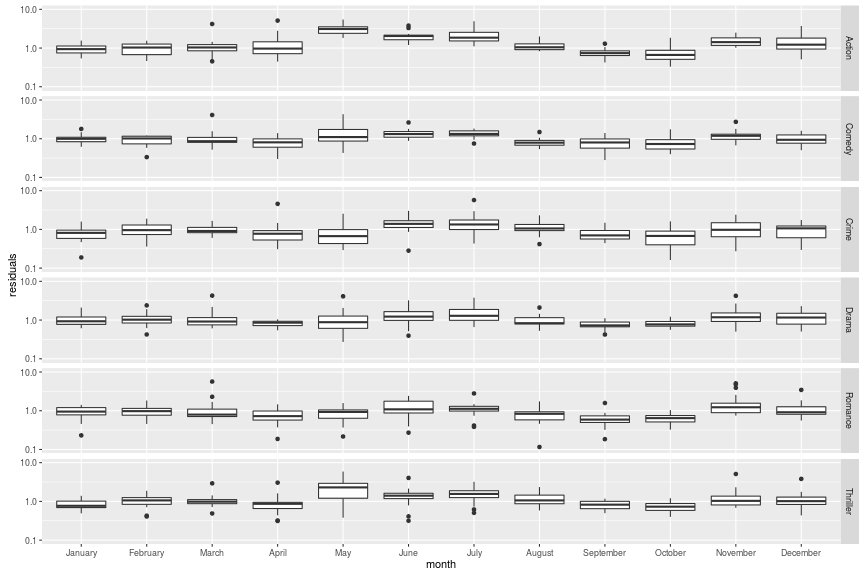 10.0
1.0
0.1
Action
10.0
1.0
0.1
Comedy
10.0
1.0
0.1
Crime
10.0
1.0
0.1
Drama
10.0
1.0
0.1
Romance
10.0
1.0
0.1
Thriller
residuals
January February March April May June July August September October November December
month